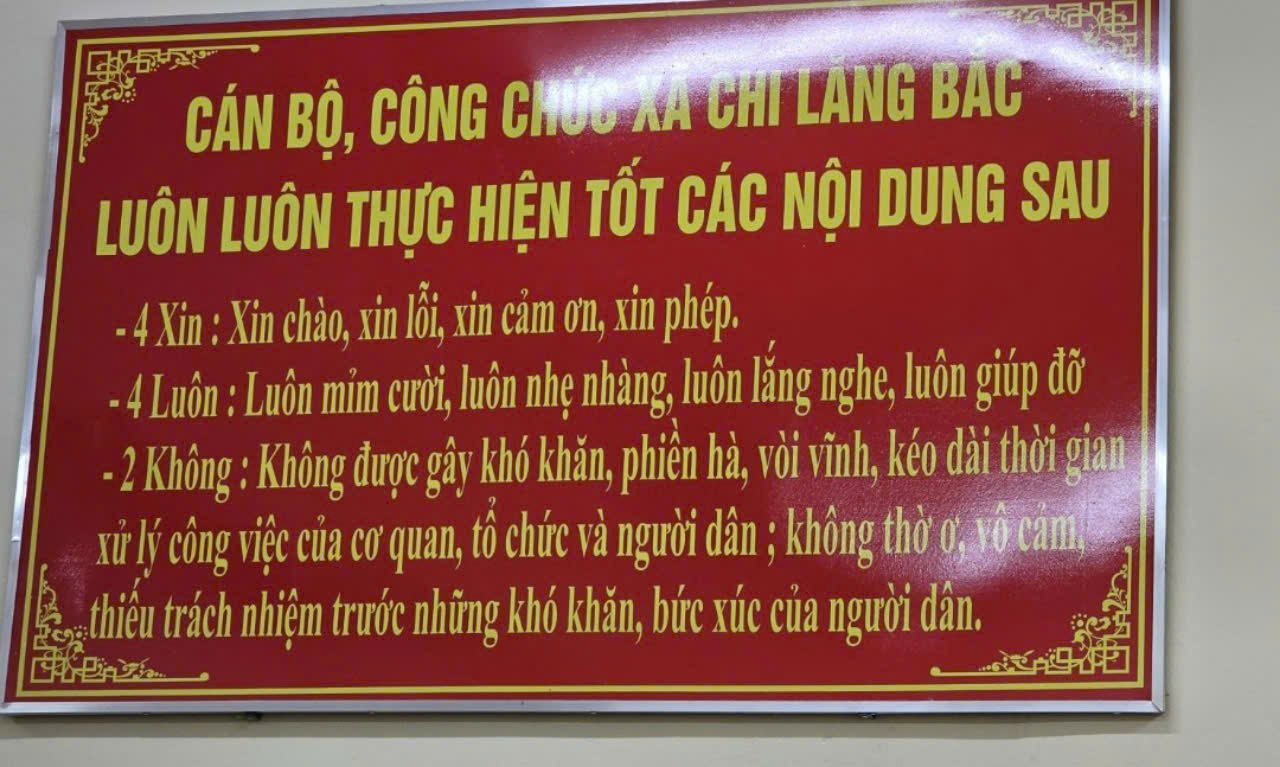 CÁN BỘ, CÔNG CHỨC XÃ CHI LĂNG BẮC
LUÔN LUÔN THỰC HIỆN TỐT CÁC NỘI DUNG SAU
- 4 Xin : Xin chào, xin lỗi, xin cảm ơn, xin phép.
- 4 Luôn : Luôn mỉm cười, luôn nhẹ nhàng, luôn lắng nghe, luôn giúp đỡ
- 2 Không : Không được gây khó khăn, phiền hà, vòi vĩnh, kéo dài thời gian
xử lý công việc của cơ quan, tổ chức và người dân ; không thờ ơ, vô cảm,
thiếu trách nhiệm trước những khó khăn, bức xúc của người dân.